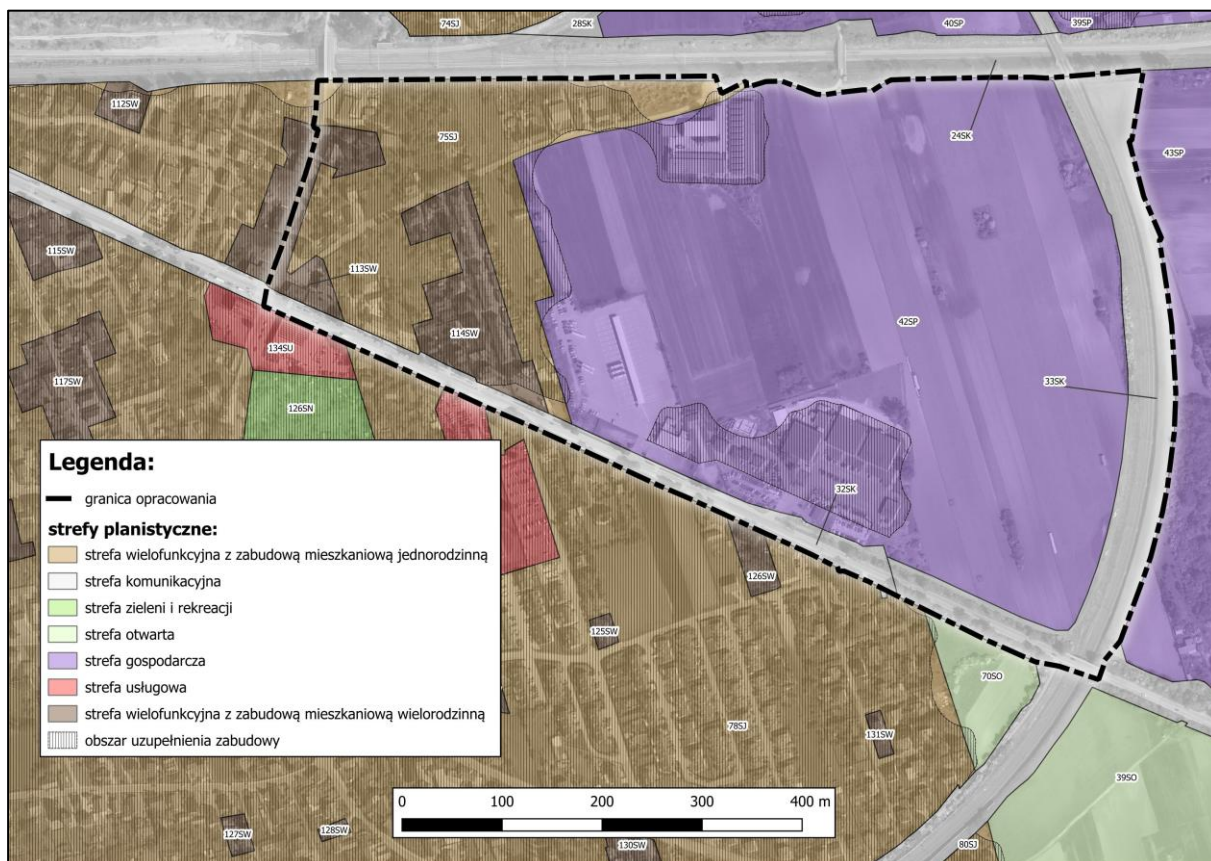 74SJ
28SK
40SP
39SP
112SW
75SJ
24SK
43SP
115SW
113SW
114SW
42SP
134SU
117SW
33SK
126SN
Legenda:
granica opracowania
strefy planistyczne:
strefa wielofunkcyjna z zabudową mieszkaniową jednorodzinną
strefa komunikacyjna
strefa zieleni i rekreacji
strefa otwarta
strefa gospodarcza
strefa usługowa
strefa wielofunkcyjna z zabudową mieszkaniową wielorodzinną
obszar uzupełnienia zabudowy
32SK
126SW
125SW
70SO
78SJ
131SW
39SO
0 100 200 300 400 m
127SW
128SW
130SW
80SJ